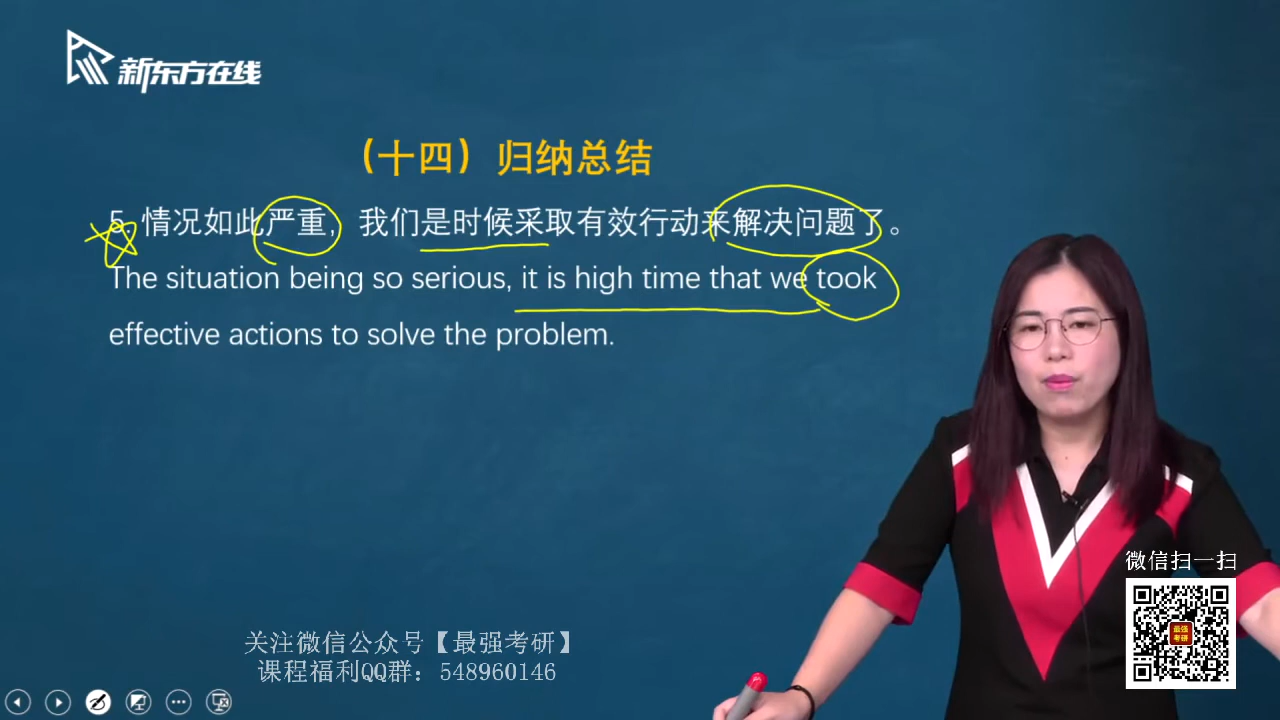 新东方在线
（十四）归纳总结
5. 情况如此严重，我们是时候采取有效行动来解决问题了。
The situation being so serious, it is high time that we took
effective actions to solve the problem.
微信扫一扫
最强
考研
关注微信公众号【最强考研】
课程福利QQ群：548960146